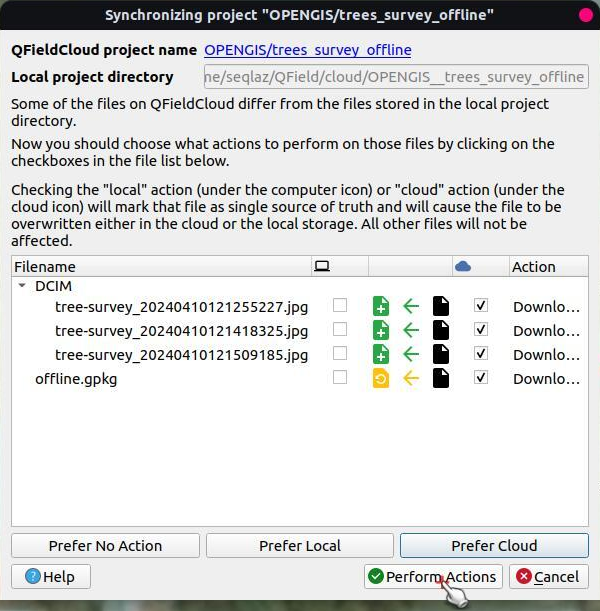 Synchronizing project "OPENGIS/trees_survey_offline"
QFieldCloud project name OPENGIS/trees_survey_offline
Local project directory ne/seqlaz/QField/cloud/OPENGIS__trees_survey_offline
Some of the files on QFieldCloud differ from the files stored in the local project
directory.
Now you should choose what actions to perform on those files by clicking on the
checkboxes in the file list below.
Checking the "local" action (under the computer icon) or "cloud" action (under the
cloud icon) will mark that file as single source of truth and will cause the file to be
overwritten either in the cloud or the local storage. All other files will not be
affected.
Filename Action
DCIM
tree-survey_20240410121255227.jpg Downlo...
tree-survey_20240410121418325.jpg Downlo...
tree-survey_20240410121509185.jpg Downlo...
offline.gpkg Downlo...
Prefer No Action Prefer Local Prefer Cloud
Help Perform Actions Cancel